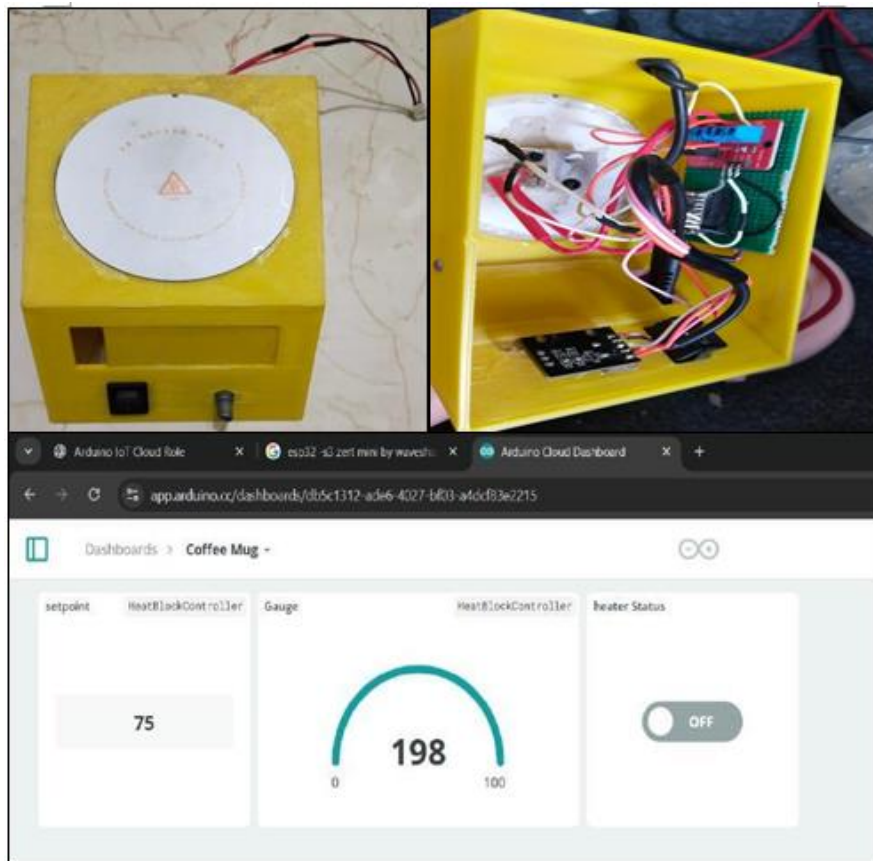 Arduino IoT Cloud Role
esp32 -s3 zert mini by wavesha
Arduino Cloud Dashboard
app.arduino.cc/dashboards/db5c1312-ade6-4027-bf03-a4dcf83e2215
Dashboards > Coffee Mug
setpoint HeatBlockController
75
Gauge HeatBlockController
198
0 100
heater Status
OFF